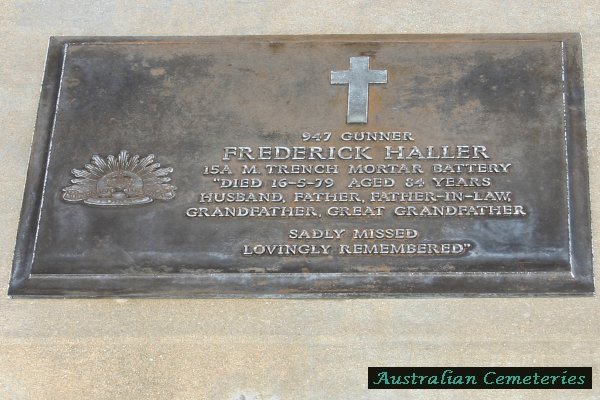 947 GUNNER
FREDERICK HALLER
15A M. TRENCH MORTAR BATTERY
"DIED 16-5-79 AGED 84 YEARS
HUSBAND, FATHER, FATHER-IN-LAW,
GRANDFATHER, GREAT GRANDFATHER
SADLY MISSED
LOVINGLY REMEMBERED"
Australian Cemeteries